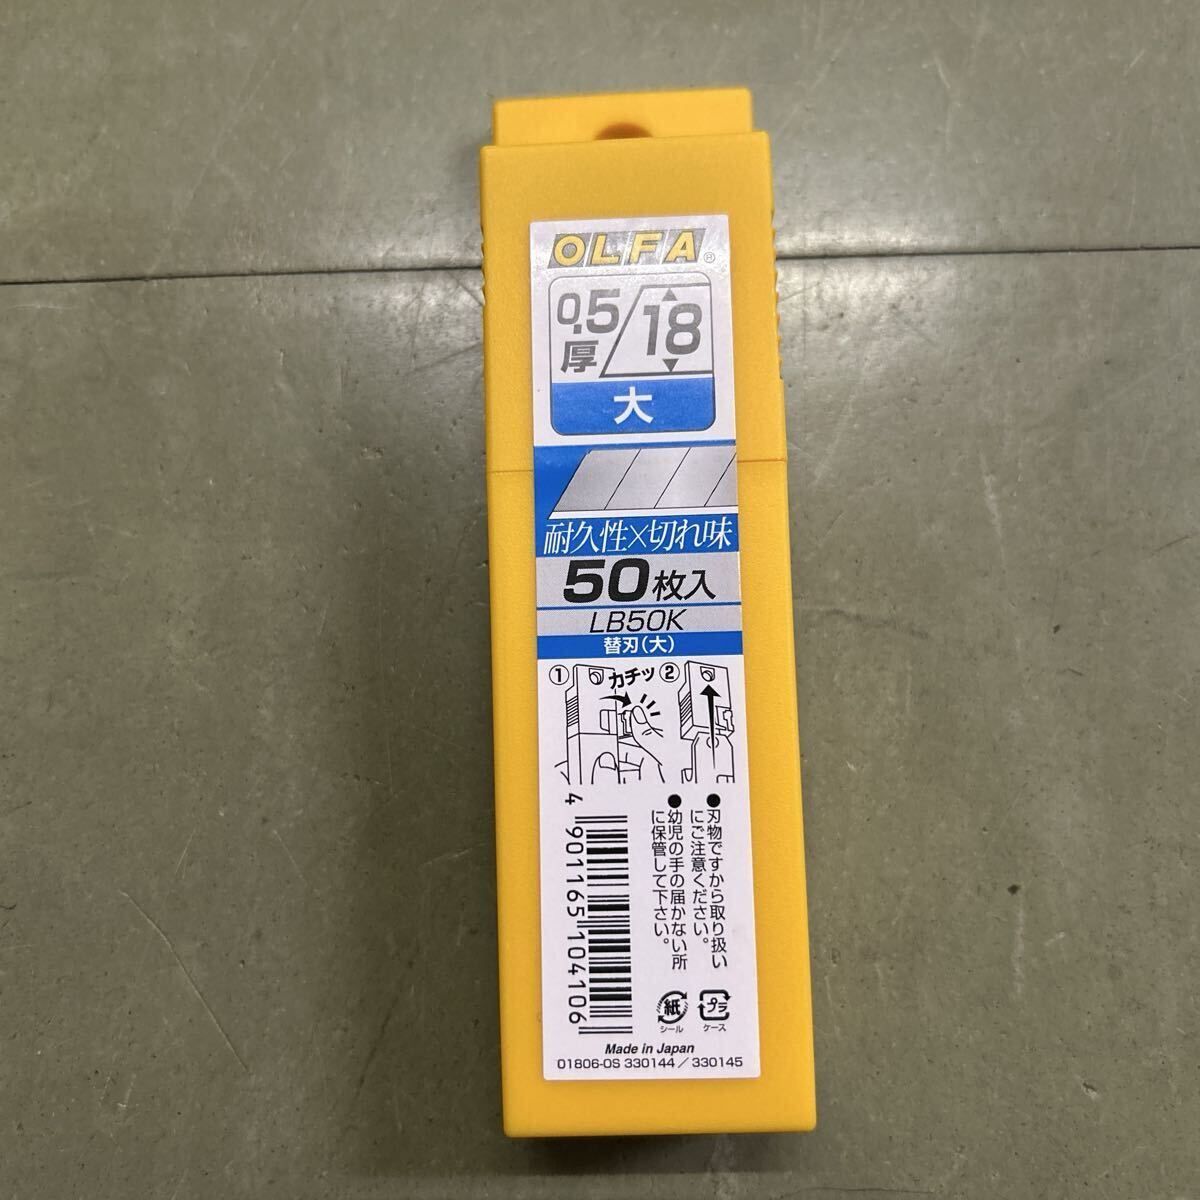 OLFA®
0.5
厚
18
大
耐久性×切れ味
50枚入
LB50K
替刃(大)
① カチッ ②
●刃物ですから取り扱い
にご注意ください。
●幼児の手の届かない所
に保管して下さい。
4 901165 104106
紙
シール
プラ
ケース
Made in Japan
01806-0S 330144／330145